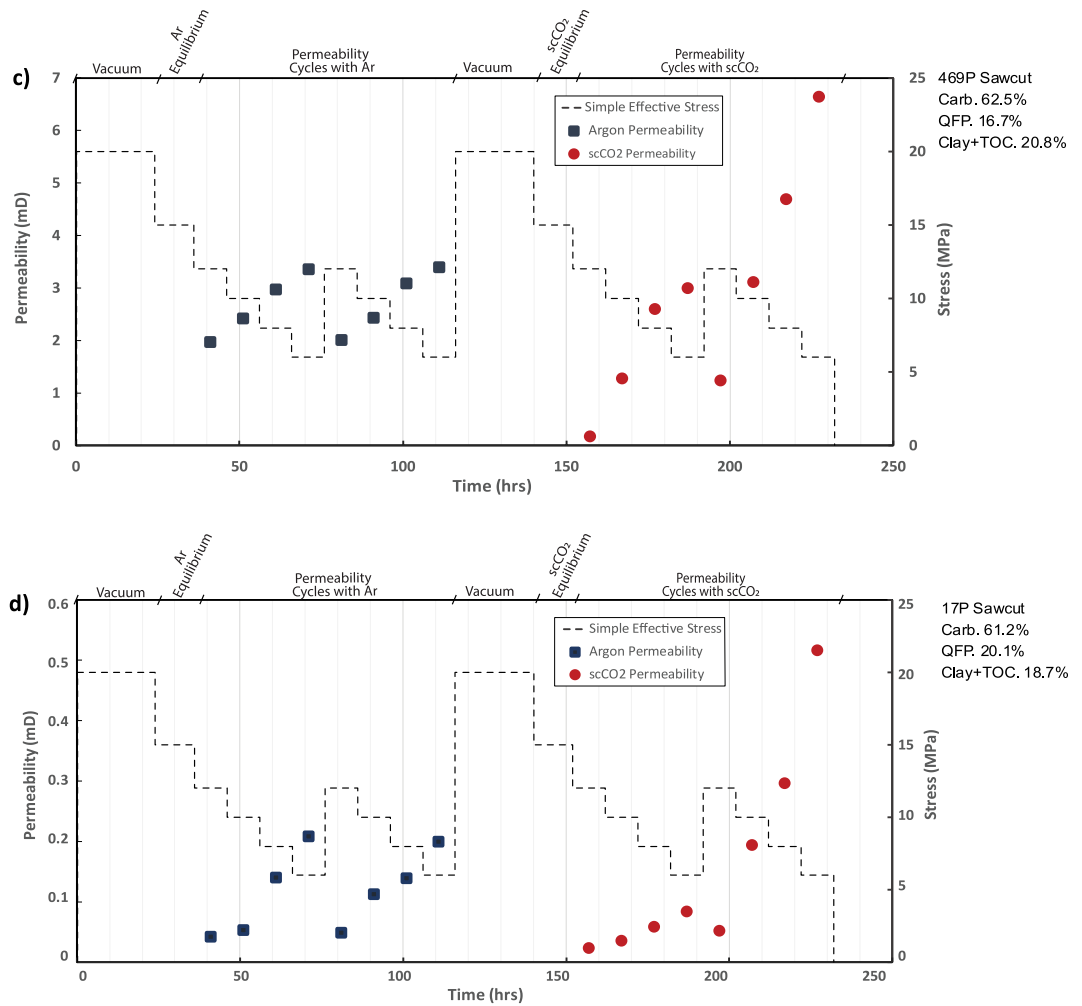 Ar
Equilibrium
scCO₂
Equilibrium
Vacuum
Permeability
Cycles with Ar
Vacuum
Permeability
Cycles with scCO₂
c)
7
6
5
4
3
2
1
0
Permeability (mD)
Simple Effective Stress
Argon Permeability
scCO2 Permeability
25
20
15
10
5
0
Stress (MPa)
469P Sawcut
Carb. 62.5%
QFP. 16.7%
Clay+TOC. 20.8%
0 50 100 150 200 250
Time (hrs)
Ar
Equilibrium
scCO₂
Equilibrium
Vacuum
Permeability
Cycles with Ar
Vacuum
Permeability
Cycles with scCO₂
d)
0.6
0.5
0.4
0.3
0.2
0.1
0
Permeability (mD)
Simple Effective Stress
Argon Permeability
scCO2 Permeability
25
20
15
10
5
0
Stress (MPa)
17P Sawcut
Carb. 61.2%
QFP. 20.1%
Clay+TOC. 18.7%
0 50 100 150 200 250
Time (hrs)